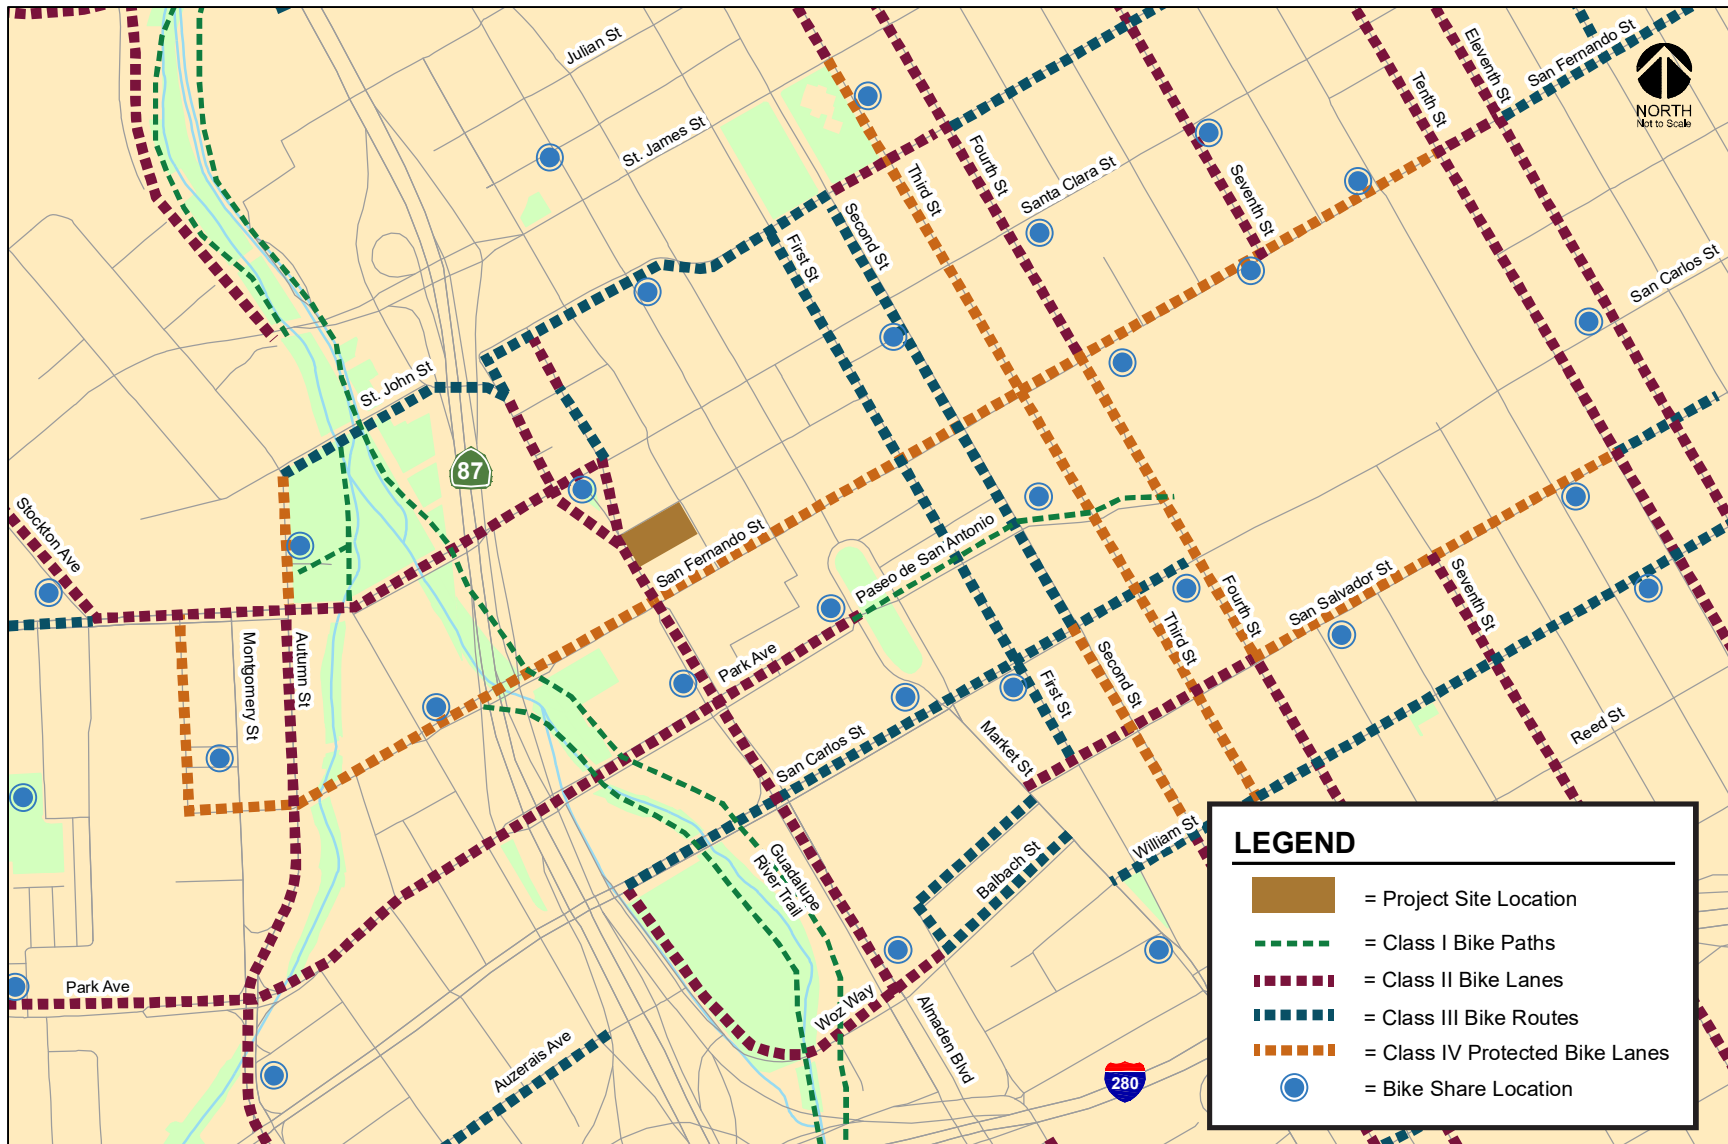 Julian St
St. James St
Eleventh St
San Fernando St
NORTH
Not to Scale
Tenth St
Fourth St
Third St
Santa Clara St
Seventh St
Second St
First St
San Carlos St
St. John St
87
Stockton Ave
San Fernando St
Paseo de San Antonio
Park Ave
Montgomery St
Autumn St
San Salvador St
Seventh St
Fourth St
Third St
Second St
First St
Market St
San Carlos St
Reed St
William St
Balbach St
Guadalupe
River Trail
Park Ave
Woz Way
Almaden Blvd
Auzerais Ave
280
LEGEND
= Project Site Location
= Class I Bike Paths
= Class II Bike Lanes
= Class III Bike Routes
= Class IV Protected Bike Lanes
= Bike Share Location